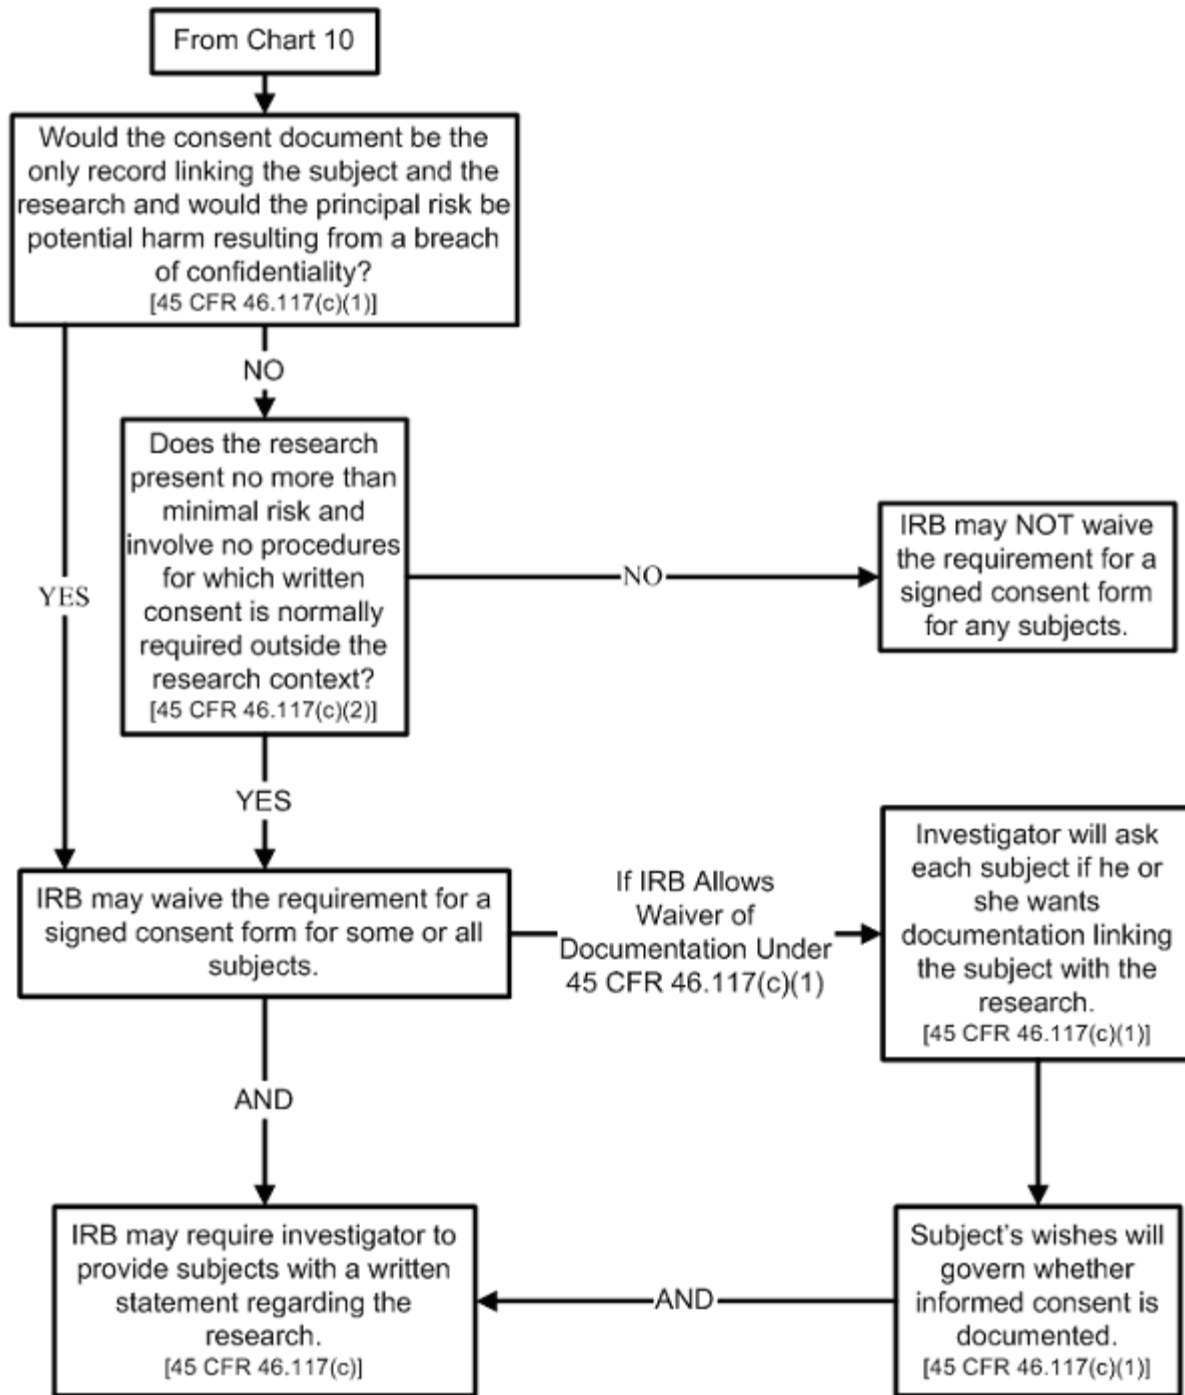 From Chart 10
Would the consent document be the
only record linking the subject and the
research and would the principal risk be
potential harm resulting from a breach
of confidentiality?
[45 CFR 46.117(c)(1)]
NO
YES
Does the research
present no more than
minimal risk and
involve no procedures
for which written
consent is normally
required outside the
research context?
[45 CFR 46.117(c)(2)]
NO
IRB may NOT waive
the requirement for a
signed consent form
for any subjects.
YES
IRB may waive the requirement for a
signed consent form for some or all
subjects.
If IRB Allows
Waiver of
Documentation Under
45 CFR 46.117(c)(1)
Investigator will ask
each subject if he or
she wants
documentation linking
the subject with the
research.
[45 CFR 46.117(c)(1)]
AND
IRB may require investigator to
provide subjects with a written
statement regarding the
research.
[45 CFR 46.117(c)]
AND
Subject's wishes will
govern whether
informed consent is
documented.
[45 CFR 46.117(c)(1)]